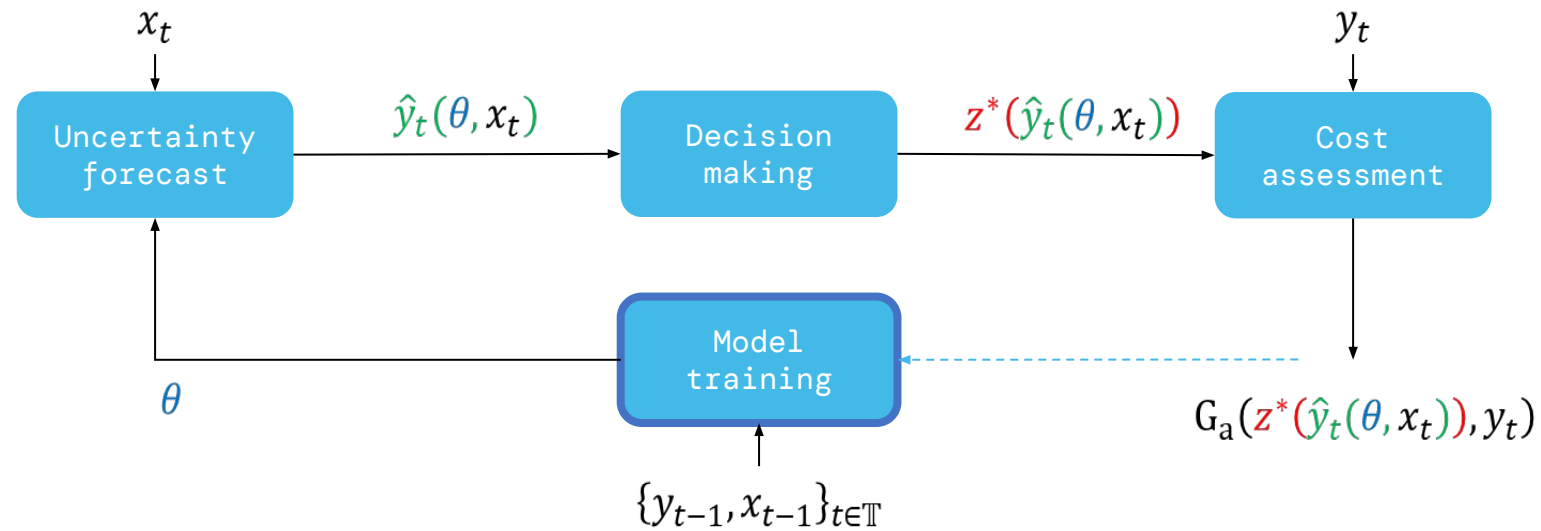 x_t
y_t
Uncertainty
forecast
ŷ_t(θ, x_t)
Decision
making
z*(ŷ_t(θ, x_t))
Cost
assessment
Model
training
θ
G_a(z*(ŷ_t(θ, x_t)), y_t)
{y_{t−1}, x_{t−1}}_{t∈𝕋}